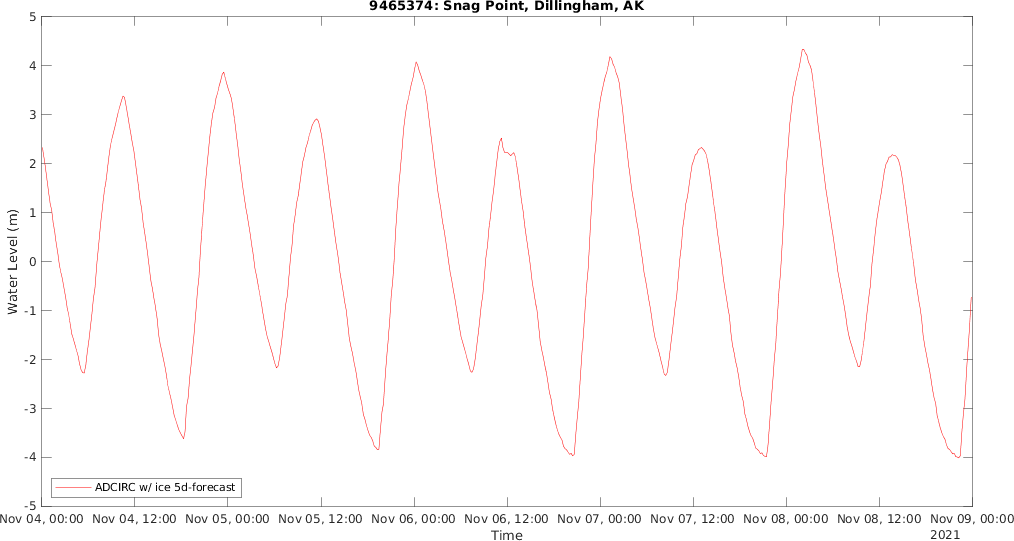 9465374: Snag Point, Dillingham, AK
5
4
3
2
1
0
-1
-2
-3
-4
-5
Water Level (m)
ADCIRC w/ ice 5d-forecast
Nov 04, 00:00 Nov 04, 12:00 Nov 05, 00:00 Nov 05, 12:00 Nov 06, 00:00 Nov 06, 12:00 Nov 07, 00:00 Nov 07, 12:00 Nov 08, 00:00 Nov 08, 12:00 Nov 09, 00:00
Time
2021